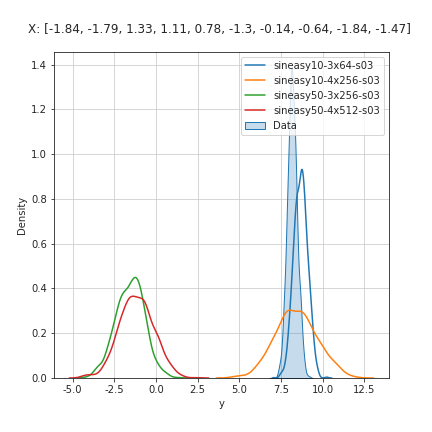 X: [-1.84, -1.79, 1.33, 1.11, 0.78, -1.3, -0.14, -0.64, -1.84, -1.47]
1.4
1.2
1.0
0.8
0.6
0.4
0.2
0.0
Density
sineasy10-3x64-s03
sineasy10-4x256-s03
sineasy50-3x256-s03
sineasy50-4x512-s03
Data
-5.0 -2.5 0.0 2.5 5.0 7.5 10.0 12.5
y